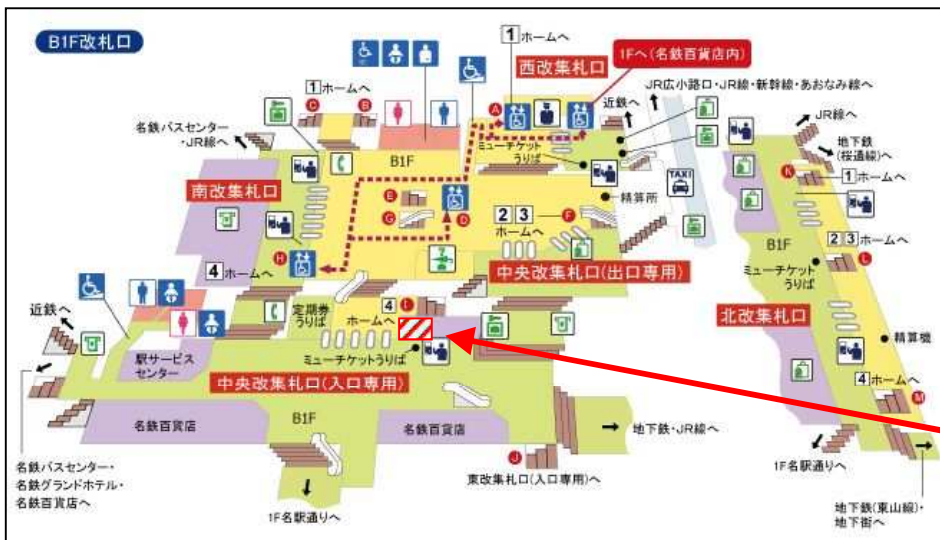 B1F改札口
1 ホームへ
西改集札口
1Fへ(名鉄百貨店内)
JR広小路口・JR線・新幹線・あおなみ線へ
近鉄へ
1 ホームへ
C
B
A
名鉄バスセンター
・JR線へ
B1F
ミューチケット
うりば
TAXI
精算所
南改集札口
E
G
D
2 3
ホームへ
F
H
4 ホームへ
中央改集札口(出口専用)
定期券
うりば
4
ホームへ
I
近鉄へ
駅サービス
センター
ミューチケットうりば
中央改集札口(入口専用)
B1F
名鉄百貨店
名鉄百貨店
地下鉄・JR線へ
J
東改集札口(入口専用)へ
名鉄バスセンター・
名鉄グランドホテル・
名鉄百貨店へ
1F名駅通りへ
JR線へ
地下鉄
(桜通線)へ
K
1 ホームへ
B1F
2 3
ホームへ
ミューチケット
うりば
L
北改集札口
精算機
4 ホームへ
M
1F名駅通りへ
地下鉄(東山線)・
地下街へ